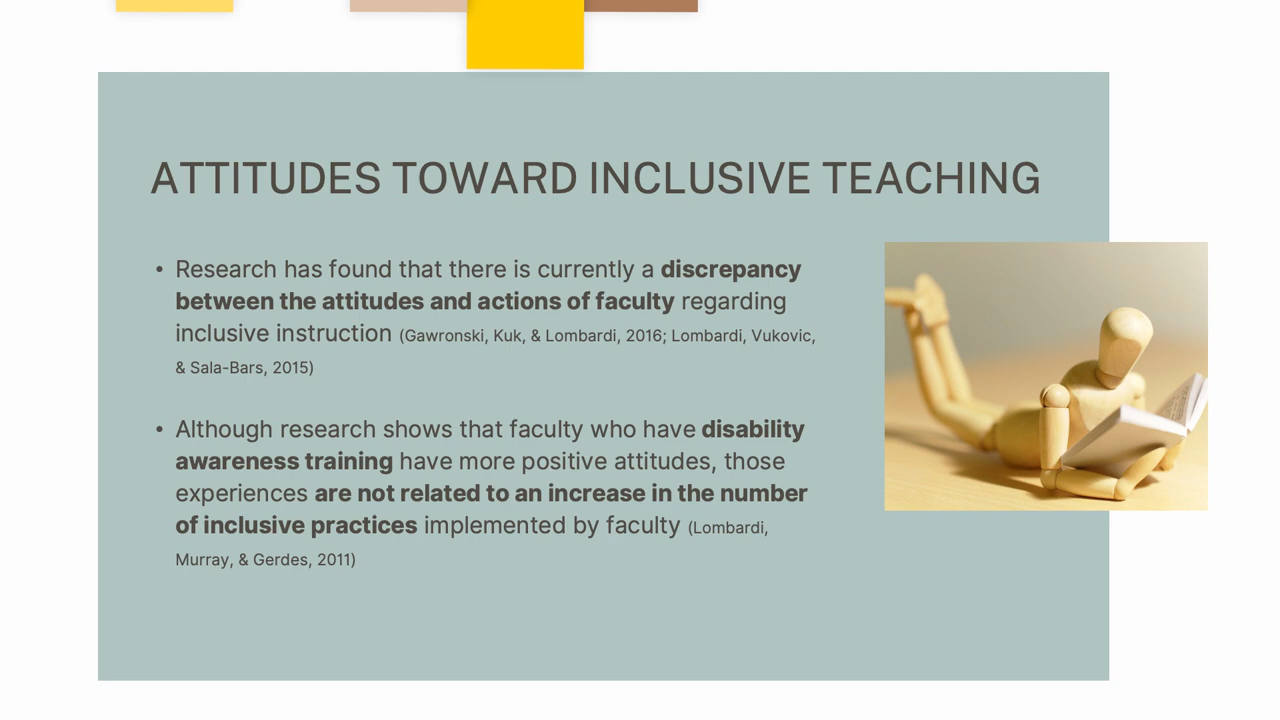 ATTITUDES TOWARD INCLUSIVE TEACHING
• Research has found that there is currently a discrepancy
between the attitudes and actions of faculty regarding
inclusive instruction (Gawronski, Kuk, & Lombardi, 2016; Lombardi, Vukovic,
& Sala-Bars, 2015)
• Although research shows that faculty who have disability
awareness training have more positive attitudes, those
experiences are not related to an increase in the number
of inclusive practices implemented by faculty (Lombardi,
Murray, & Gerdes, 2011)